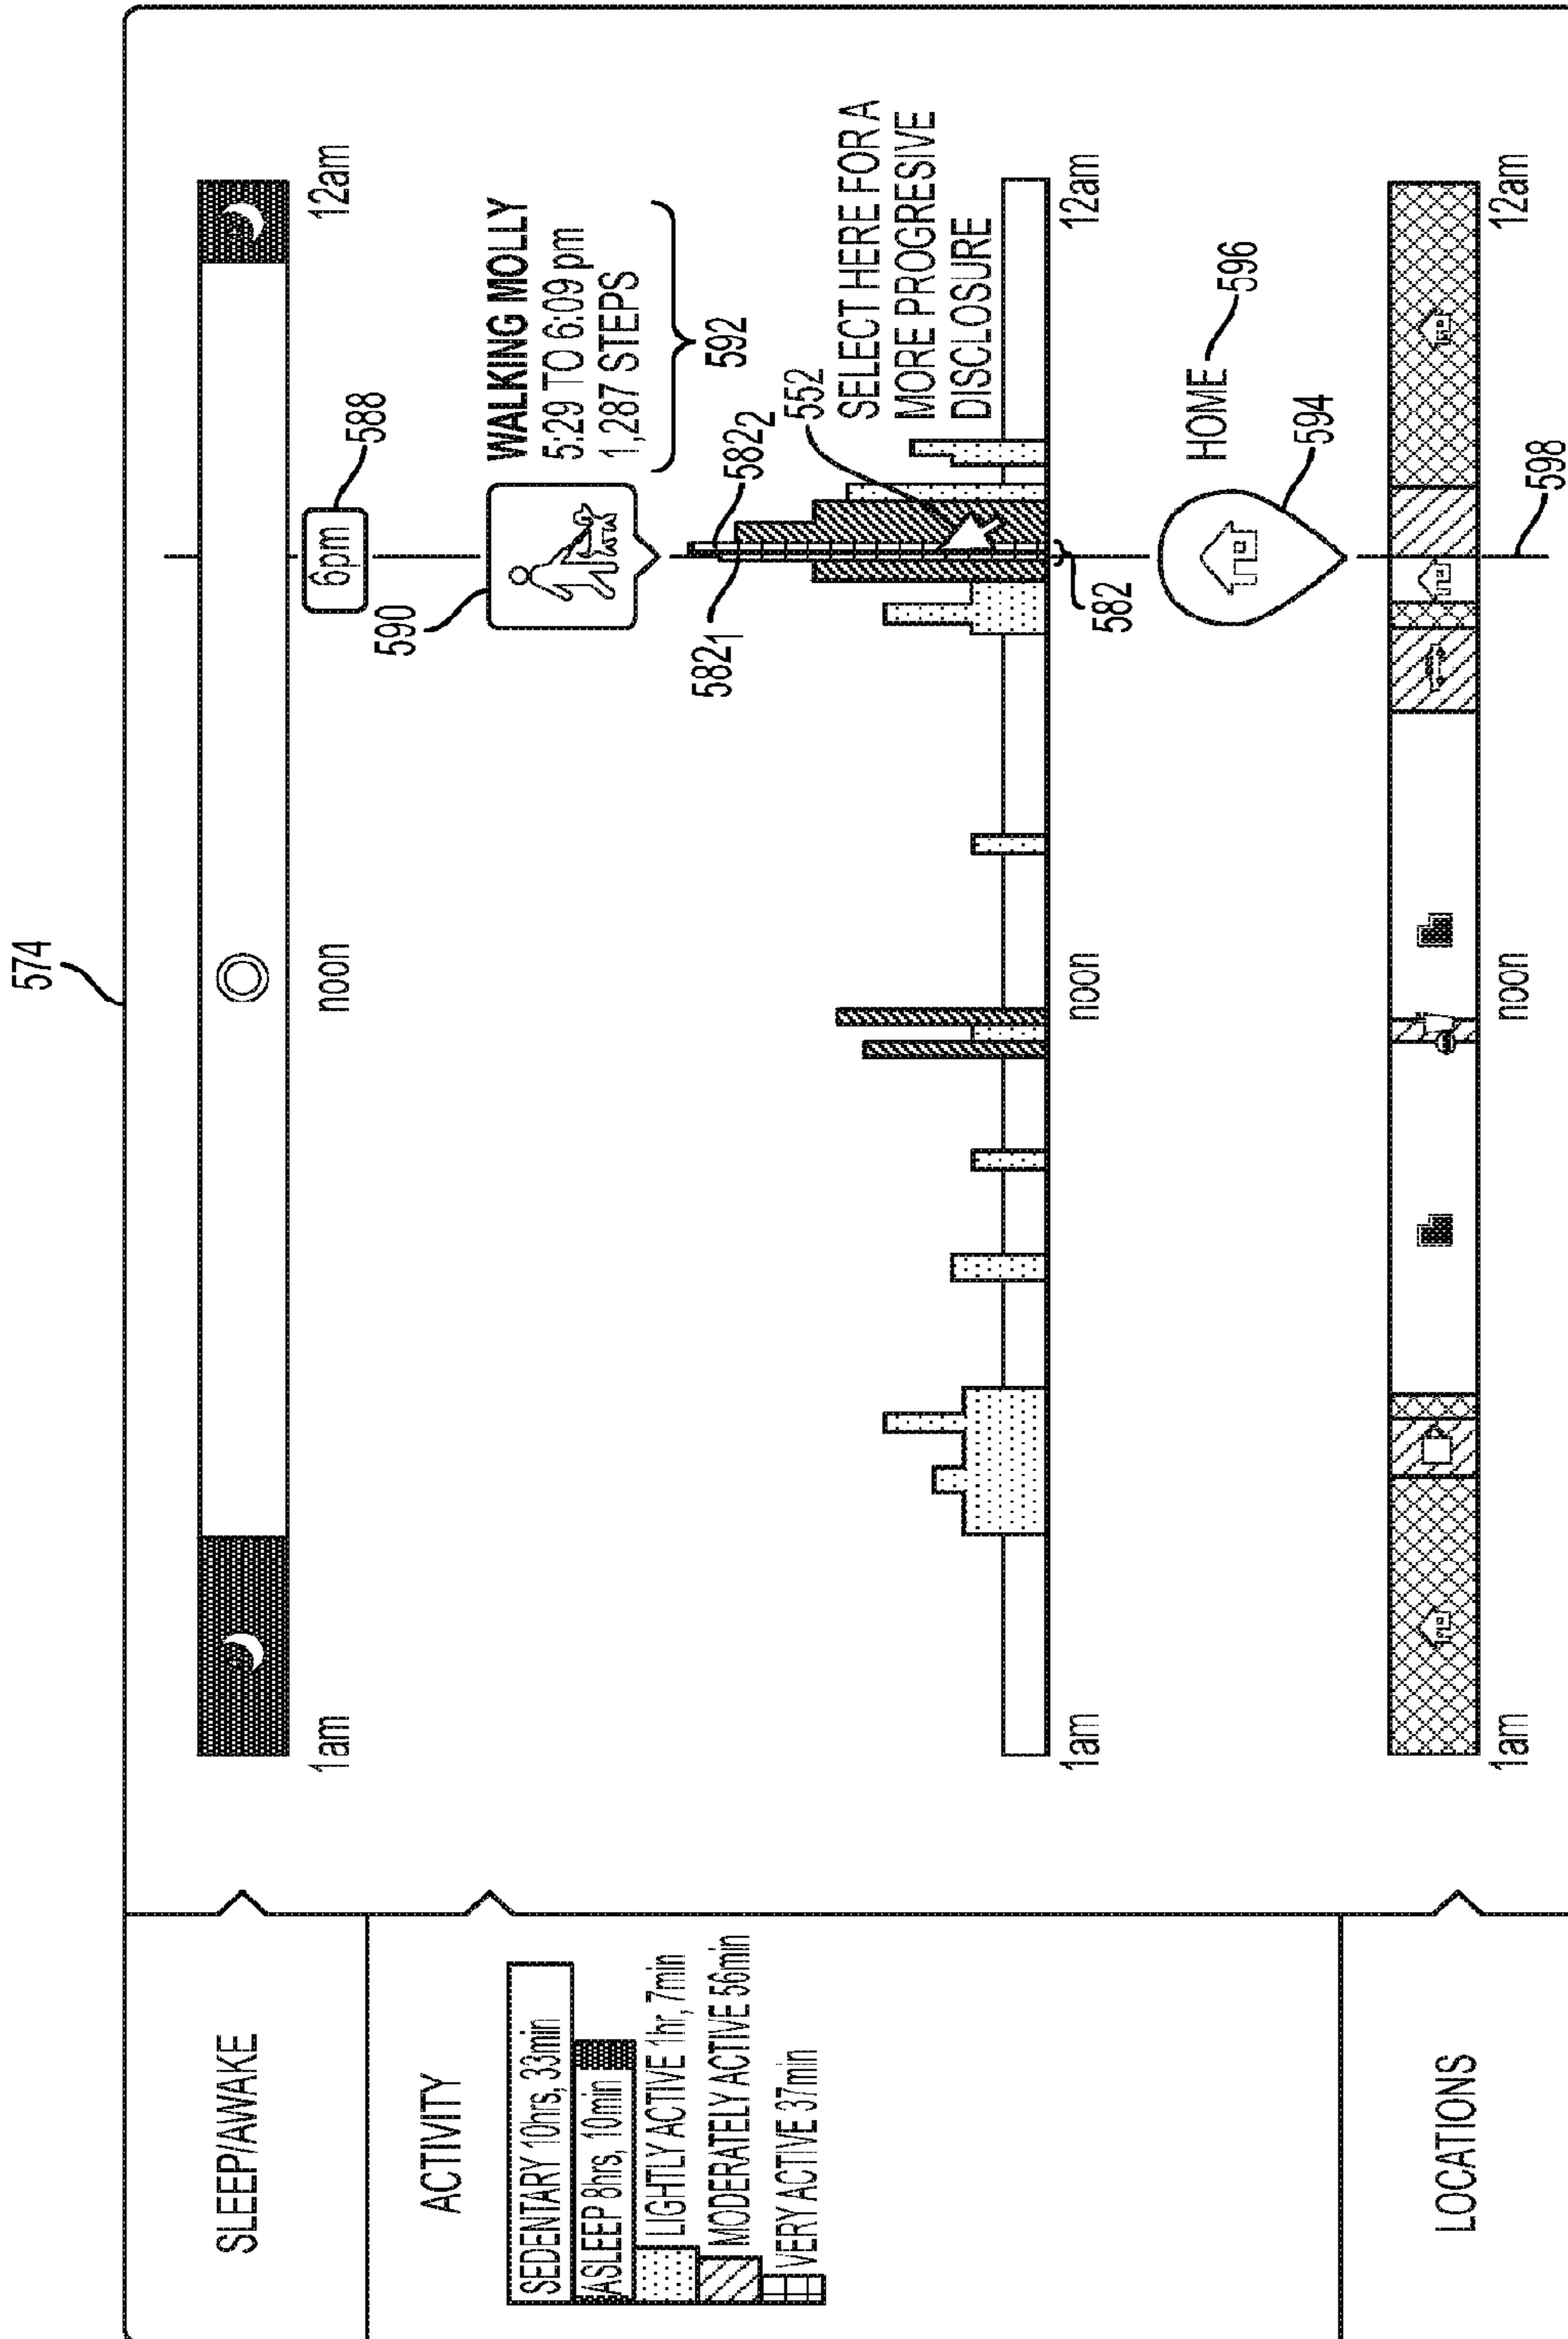 574
SLEEP/AWAKE
1am
noon
12am
6pm
588
ACTIVITY
SEDENTARY 10hrs, 33min
ASLEEP 8hrs, 10min
LIGHTLY ACTIVE 1hr, 7min
MODERATELY ACTIVE 56min
VERY ACTIVE 37min
590
WALKING MOLLY
5:29 TO 6:09 pm
1,287 STEPS
592
582₁
582₂
552
SELECT HERE FOR A
MORE PROGRESIVE
DISCLOSURE
582
1am
noon
12am
HOME
596
594
LOCATIONS
1am
noon
12am
598